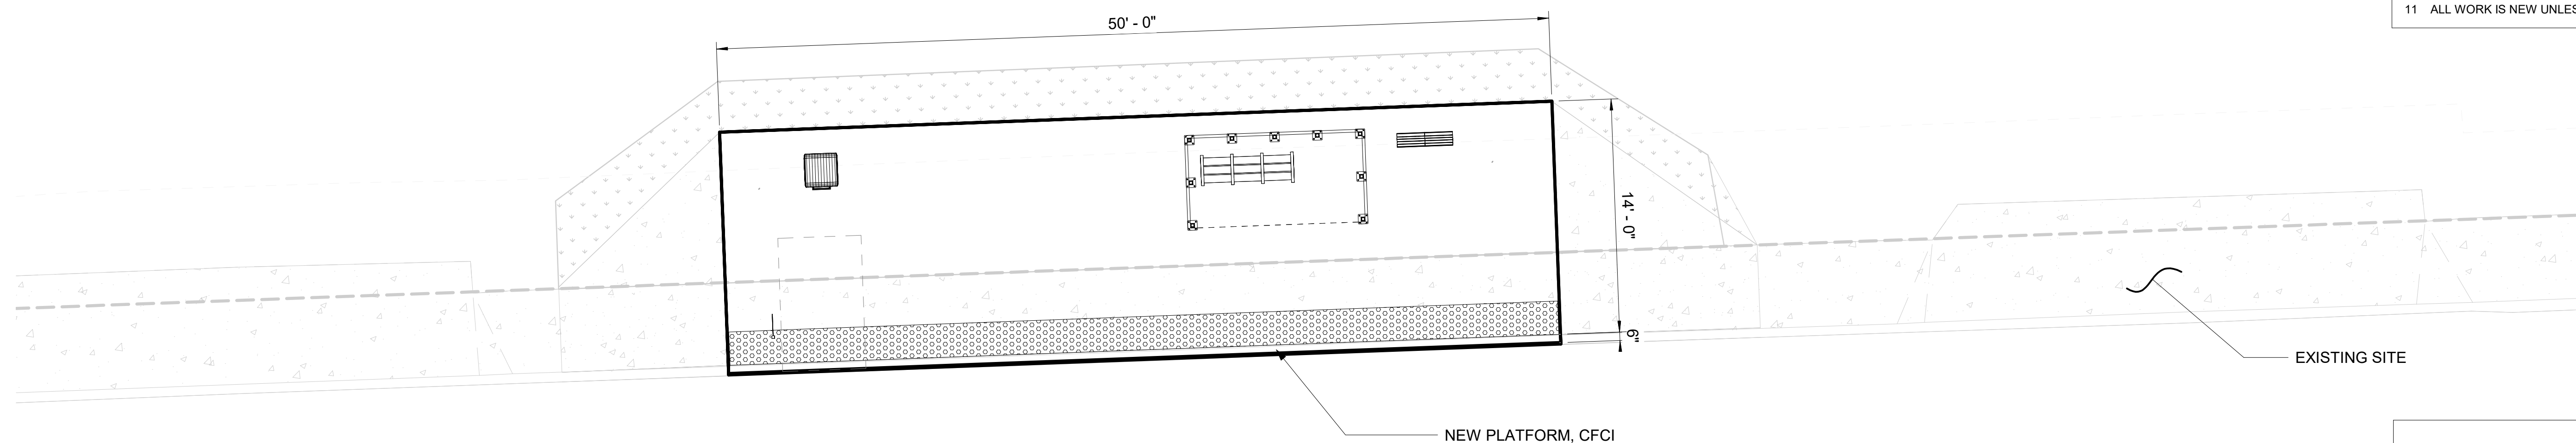 11 ALL WORK IS NEW UNLES
50' - 0"
14' - 0"
6"
EXISTING SITE
NEW PLATFORM, CFCI